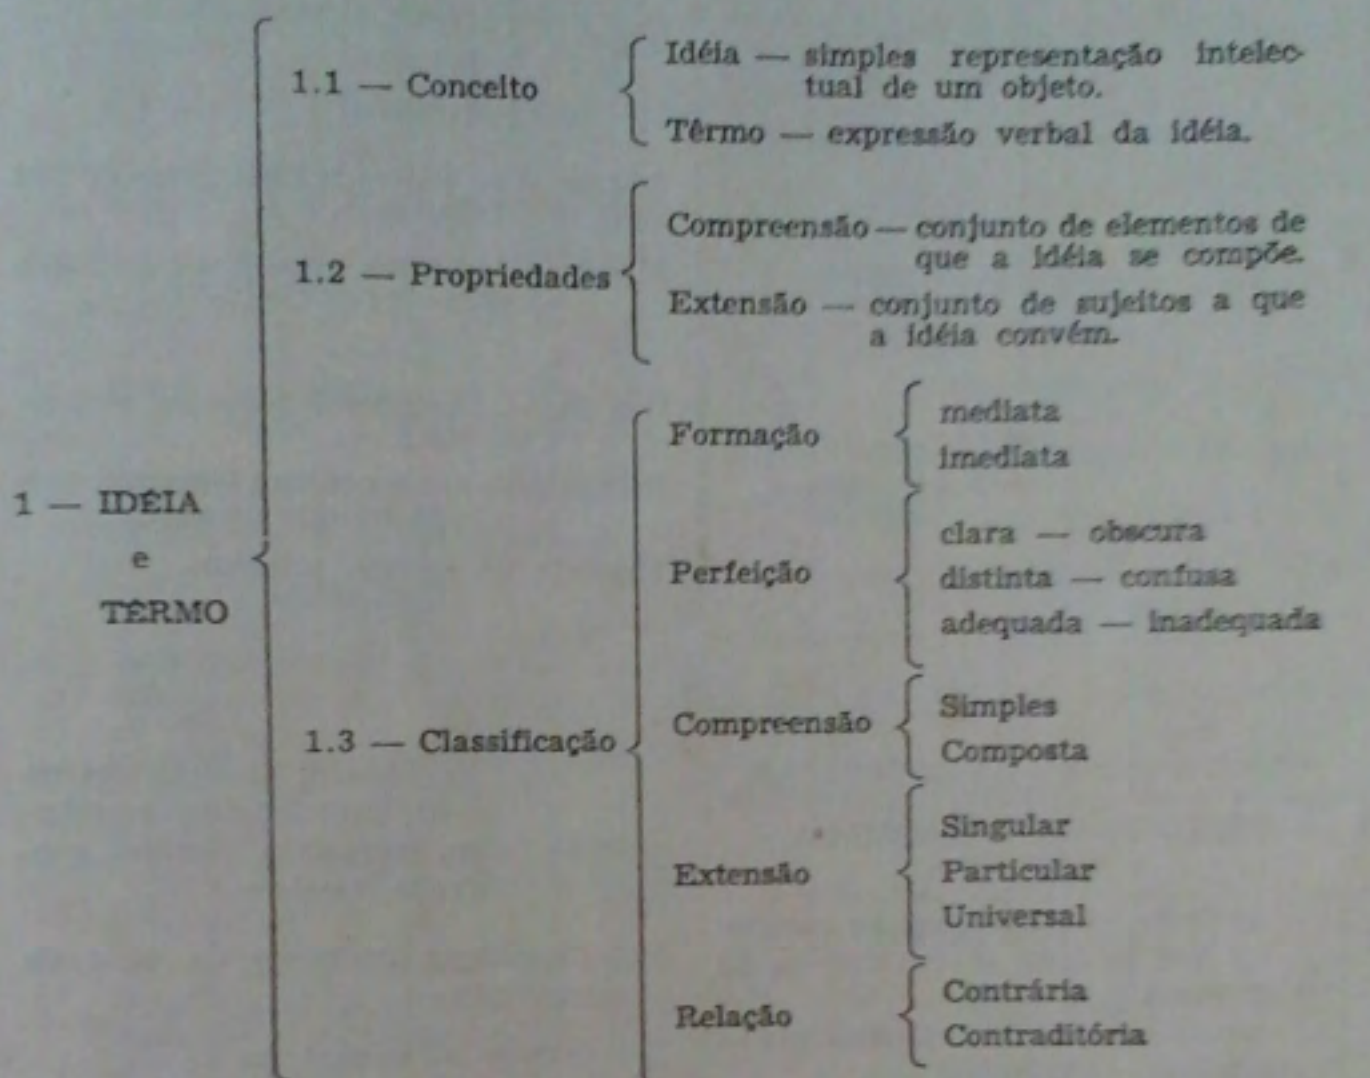 1.1 — Conceito
Idéia — simples representação intelec-
tual de um objeto.
Têrmo — expressão verbal da idéia.
1.2 — Propriedades
Compreensão — conjunto de elementos de
que a idéia se compõe.
Extensão — conjunto de sujeitos a que
a idéia convém.
1 — IDÉIA
e
TÊRMO
1.3 — Classificação
Formação
mediata
imediata
Perfeição
clara — obscura
distinta — confusa
adequada — inadequada
Compreensão
Simples
Composta
Extensão
Singular
Particular
Universal
Relação
Contrária
Contraditória